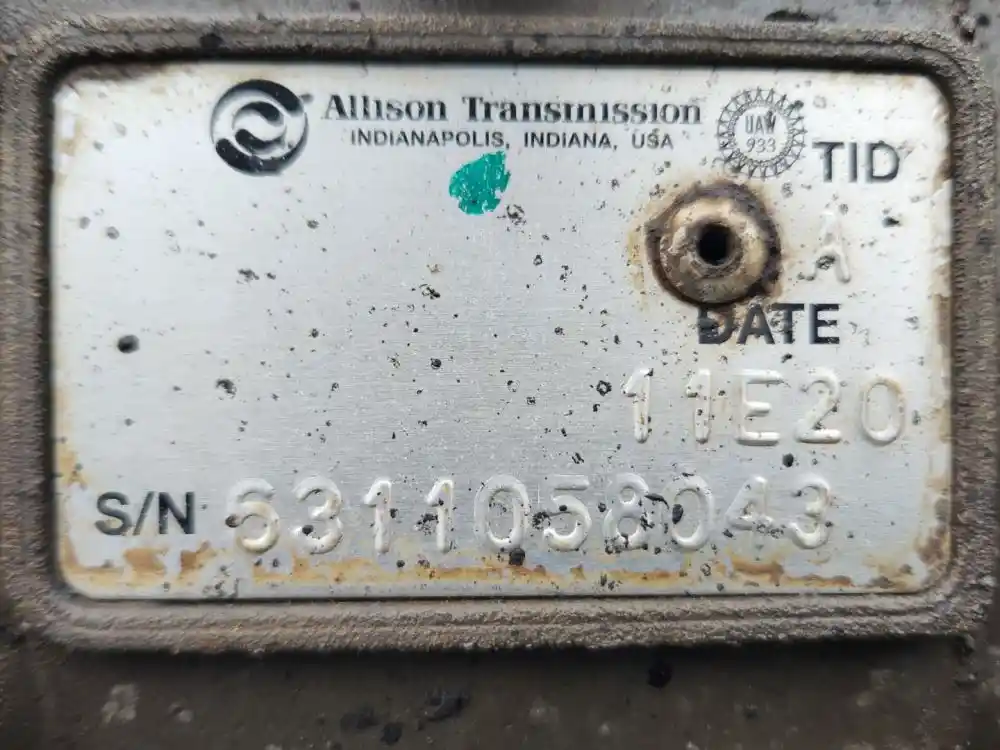 Allison Transmission
INDIANAPOLIS, INDIANA, USA
UAW
933
TID
A
DATE
11E20
S/N 6311058043